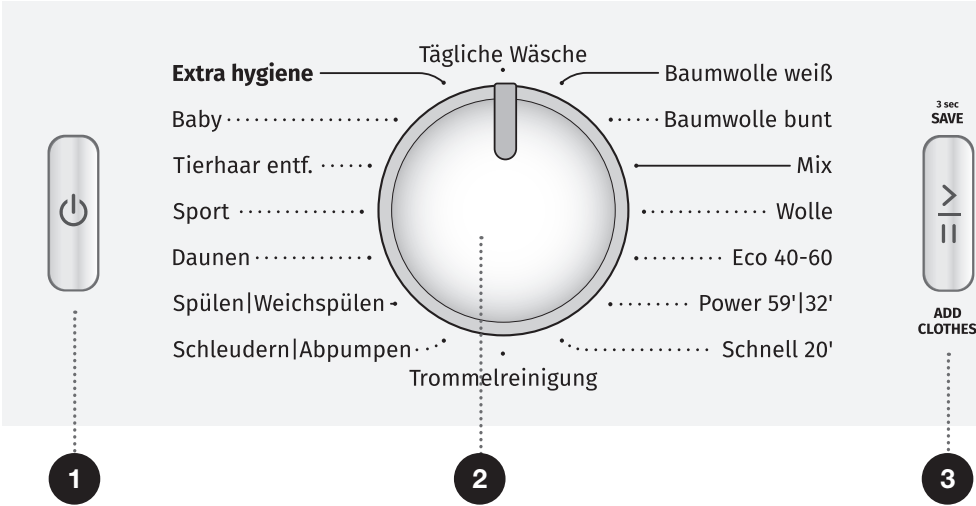 Tägliche Wäsche
Extra hygiene
Baby
Tierhaar entf.
Sport
Daunen
Spülen|Weichspülen
Schleudern|Abpumpen
Trommelreinigung
Baumwolle weiß
Baumwolle bunt
Mix
Wolle
Eco 40-60
Power 59'|32'
Schnell 20'
3 sec
SAVE
ADD
CLOTHES
1
2
3